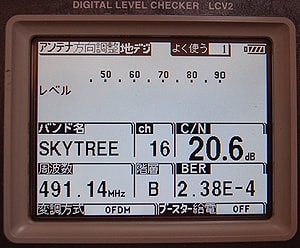 DIGITAL LEVEL CHECKER LCV2
アンテナ方向調整 地デジ よく使う 1
50 60 70 80 90
レベル
バンド名 ch C/N
SKYTREE 16 20.6dB
周波数 階層 BER
491.14MHz B 2.38E-4
変調方式 OFDM ブースター給電 OFF